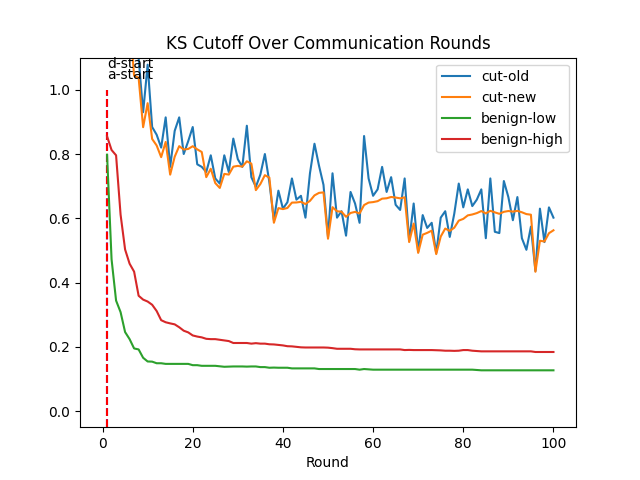 KS Cutoff Over Communication Rounds
d-start
a-start
cut-old
cut-new
benign-low
benign-high
1.0
0.8
0.6
0.4
0.2
0.0
0 20 40 60 80 100
Round